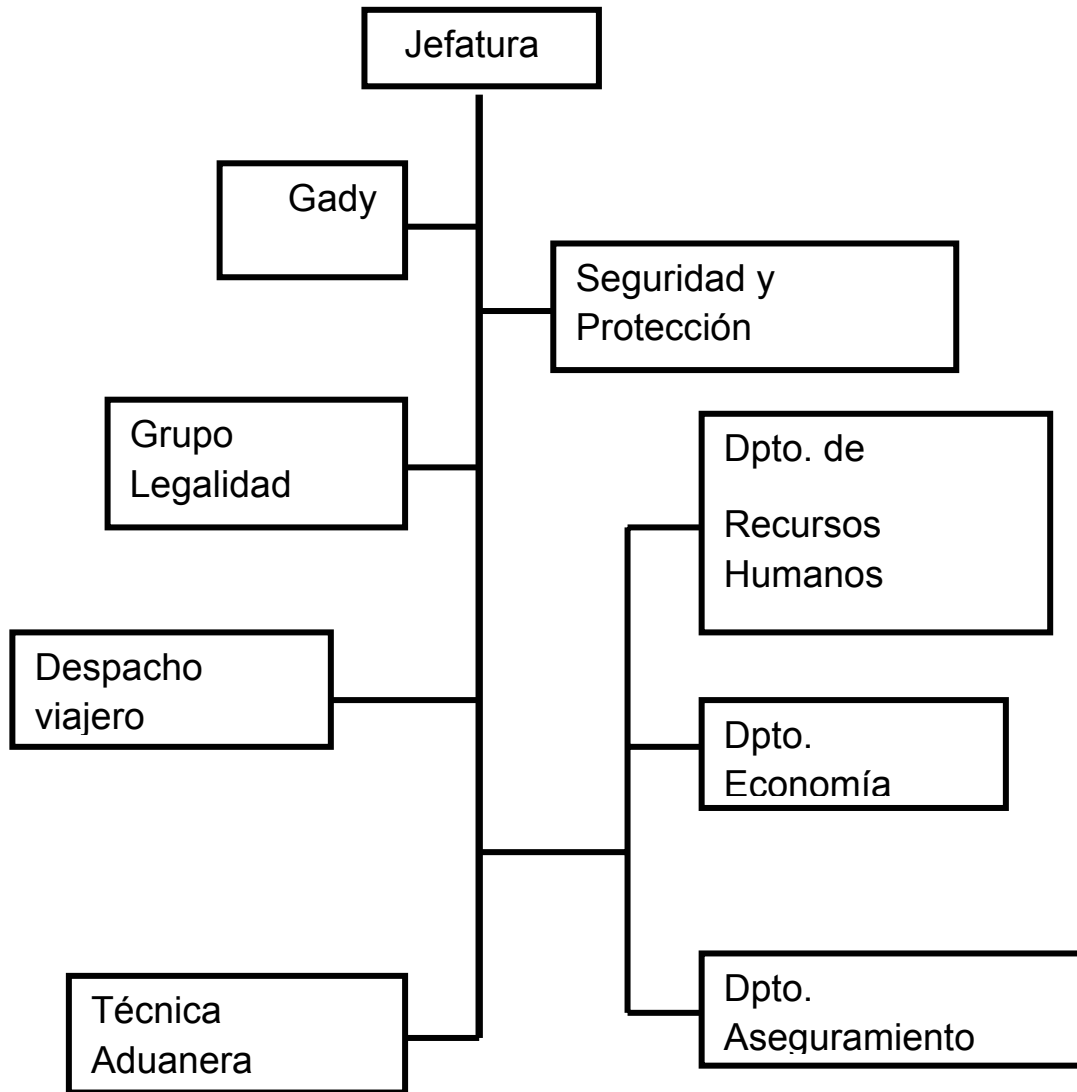 Jefatura
Gady
Seguridad y
Protección
Grupo
Legalidad
Dpto. de
Recursos
Humanos
Despacho
viajero
Dpto.
Economía
Técnica
Aduanera
Dpto.
Aseguramiento